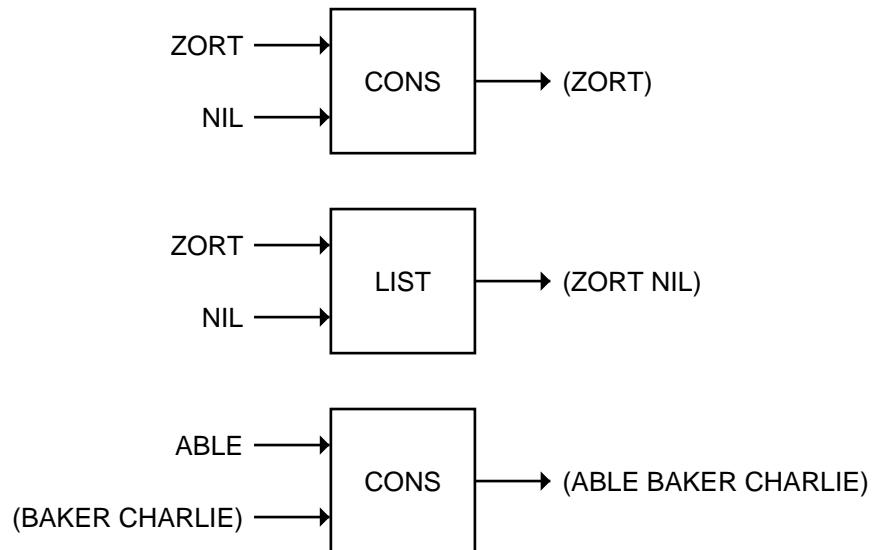 ZORT
CONS
(ZORT)
NIL
ZORT
LIST
(ZORT NIL)
NIL
ABLE
CONS
(ABLE BAKER CHARLIE)
(BAKER CHARLIE)